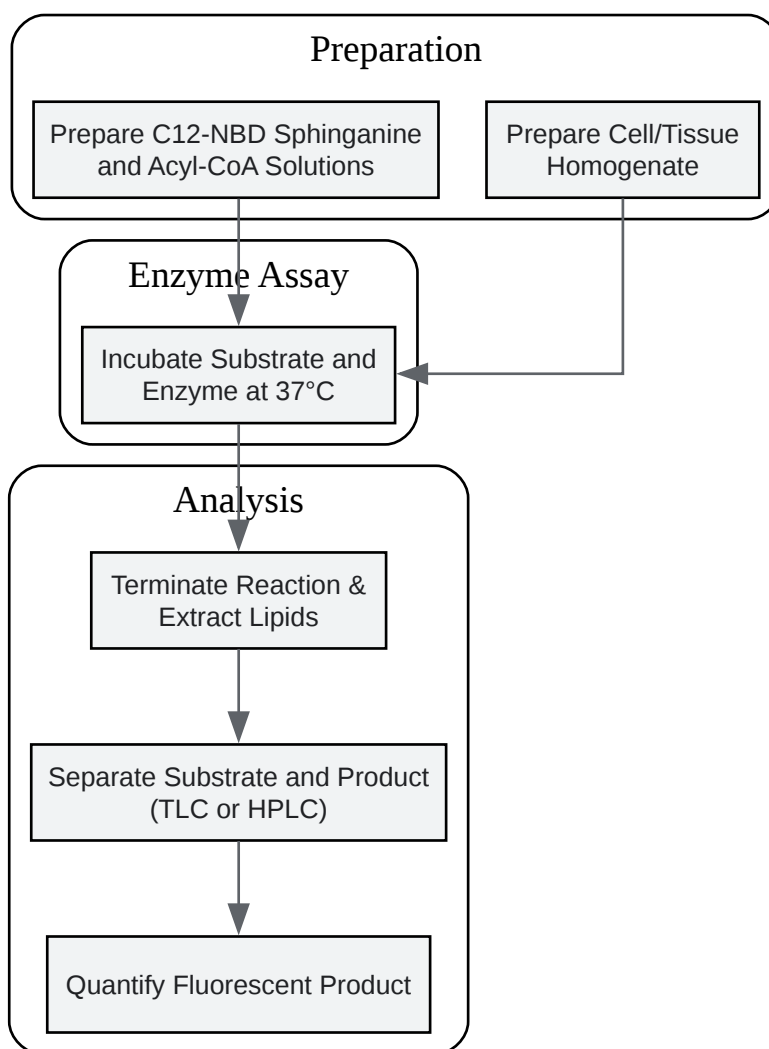 Preparation
Prepare C12-NBD Sphinganine
and Acyl-CoA Solutions
Prepare Cell/Tissue
Homogenate
Enzyme Assay
Incubate Substrate and
Enzyme at 37°C
Analysis
Terminate Reaction &
Extract Lipids
Separate Substrate and Product
(TLC or HPLC)
Quantify Fluorescent Product